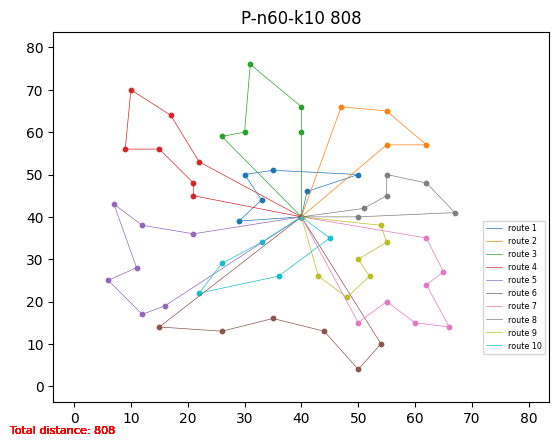 P-n60-k10 808
80
70
60
50
40
30
20
10
0
0 10 20 30 40 50 60 70 80
route 1
route 2
route 3
route 4
route 5
route 6
route 7
route 8
route 9
route 10
Total distance: 808